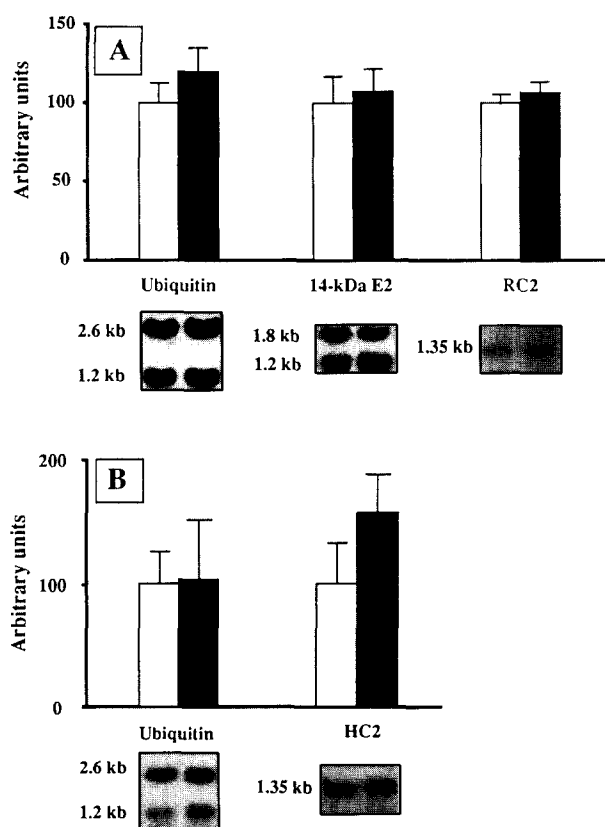 A
Arbitrary units
150
100
50
0
Ubiquitin 14-kDa E2 RC2
2.6 kb
1.2 kb
1.8 kb
1.2 kb
1.35 kb
B
Arbitrary units
200
100
0
Ubiquitin HC2
2.6 kb
1.2 kb
1.35 kb